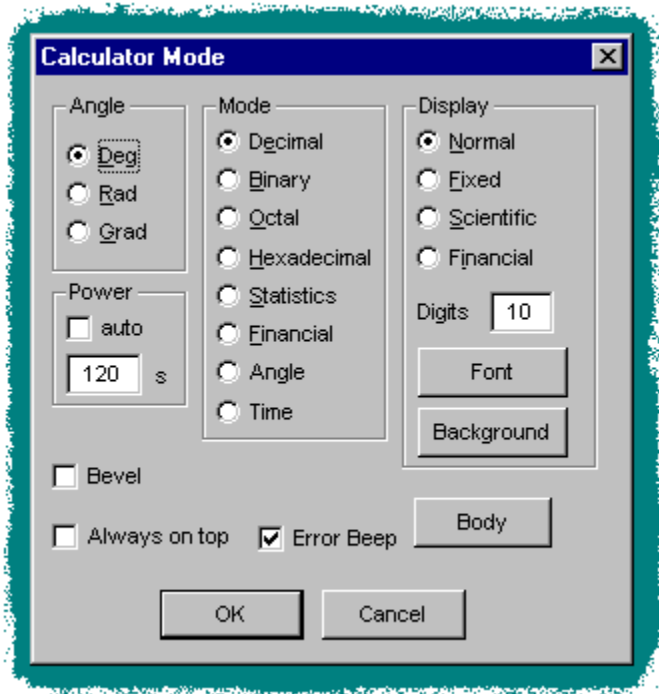 Calculator Mode
Angle
Deg
Rad
Grad
Power
auto
120 s
Mode
Decimal
Binary
Octal
Hexadecimal
Statistics
Financial
Angle
Time
Display
Normal
Fixed
Scientific
Financial
Digits 10
Font
Background
Bevel
Always on top
Error Beep
Body
OK
Cancel